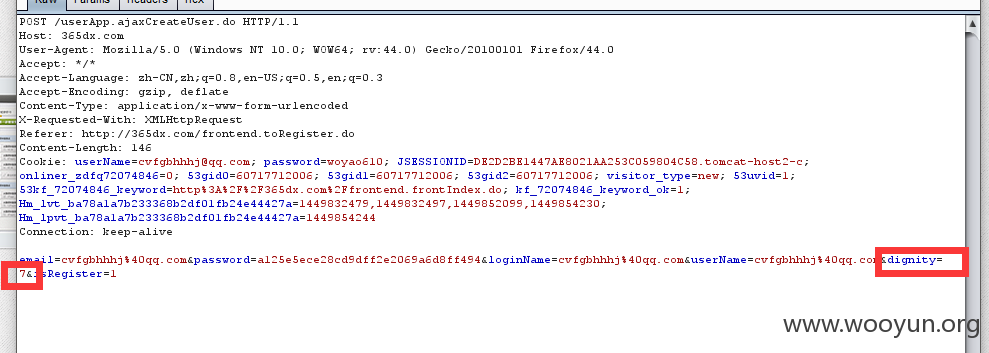 Raw Params Headers Hex
POST /userApp.ajaxCreateUser.do HTTP/1.1
Host: 365dx.com
User-Agent: Mozilla/5.0 (Windows NT 10.0; WOW64; rv:44.0) Gecko/20100101 Firefox/44.0
Accept: */*
Accept-Language: zh-CN,zh;q=0.8,en-US;q=0.5,en;q=0.3
Accept-Encoding: gzip, deflate
Content-Type: application/x-www-form-urlencoded
X-Requested-With: XMLHttpRequest
Referer: http://365dx.com/frontend.toRegister.do
Content-Length: 146
Cookie: userName=cvfgbhhhj@qq.com; password=woyao610; JSESSIONID=DE2D2BE1447AE8021AA253C059804C58.tomcat-host2-c;
onliner_zdfq72074846=0; 53gid0=60717712006; 53gid1=60717712006; 53gid2=60717712006; visitor_type=new; 53uvid=1;
53kf_72074846_keyword=http%3A%2F%2F365dx.com%2Ffrontend.frontIndex.do; kf_72074846_keyword_ok=1;
Hm_lvt_ba78a1a7b233368b2df01fb24e44427a=1449832479,1449832497,1449852099,1449854230;
Hm_lpvt_ba78a1a7b233368b2df01fb24e44427a=1449854244
Connection: keep-alive
email=cvfgbhhhj%40qq.com&password=a125e5ece28cd9dff2e2069a6d8ff494&loginName=cvfgbhhhj%40qq.com&userName=cvfgbhhhj%40qq.com&dignity=
7&isRegister=1
www.wooyun.org